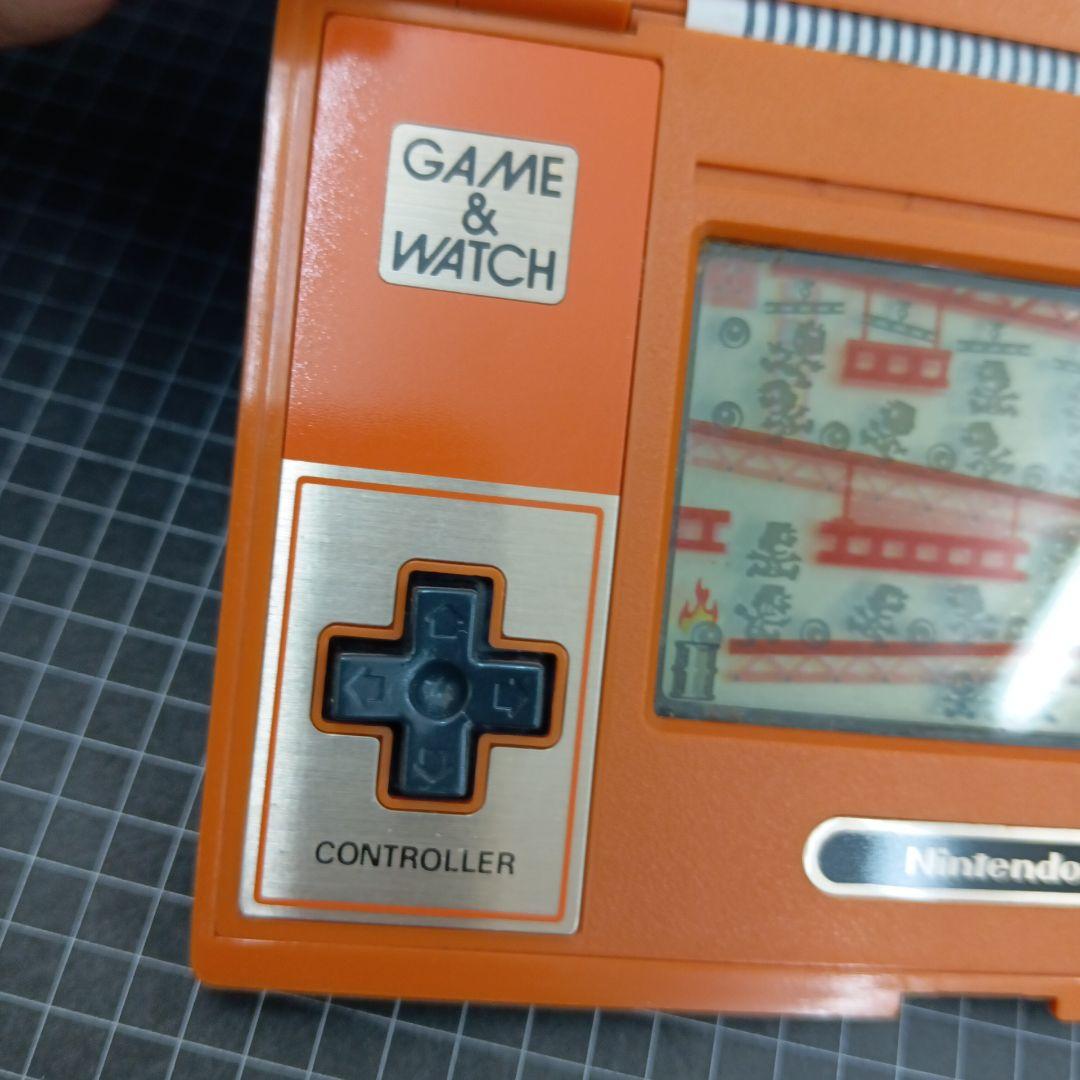 GAME
&
WATCH
CONTROLLER
Nintendo